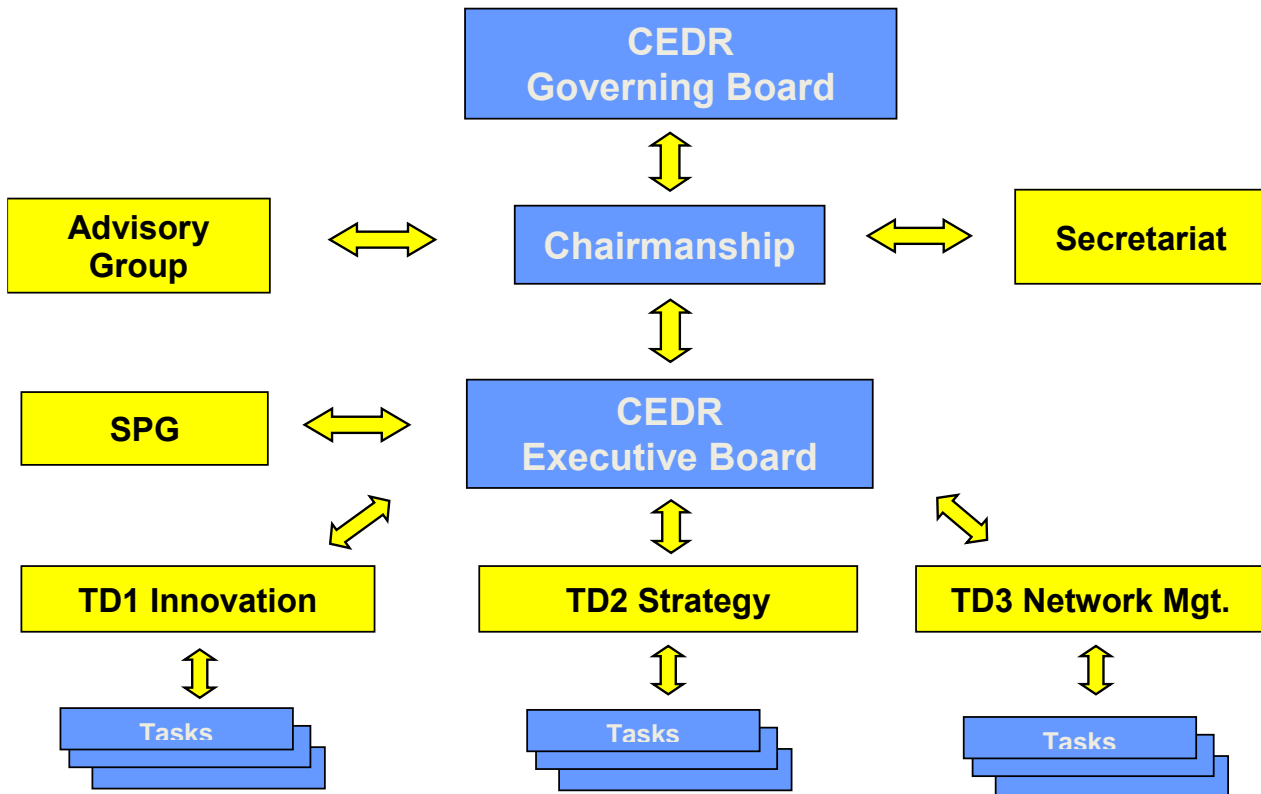 CEDR
Governing Board
Advisory
Group
Chairmanship
Secretariat
SPG
CEDR
Executive Board
TD1 Innovation
TD2 Strategy
TD3 Network Mgt.
Tasks
Tasks
Tasks